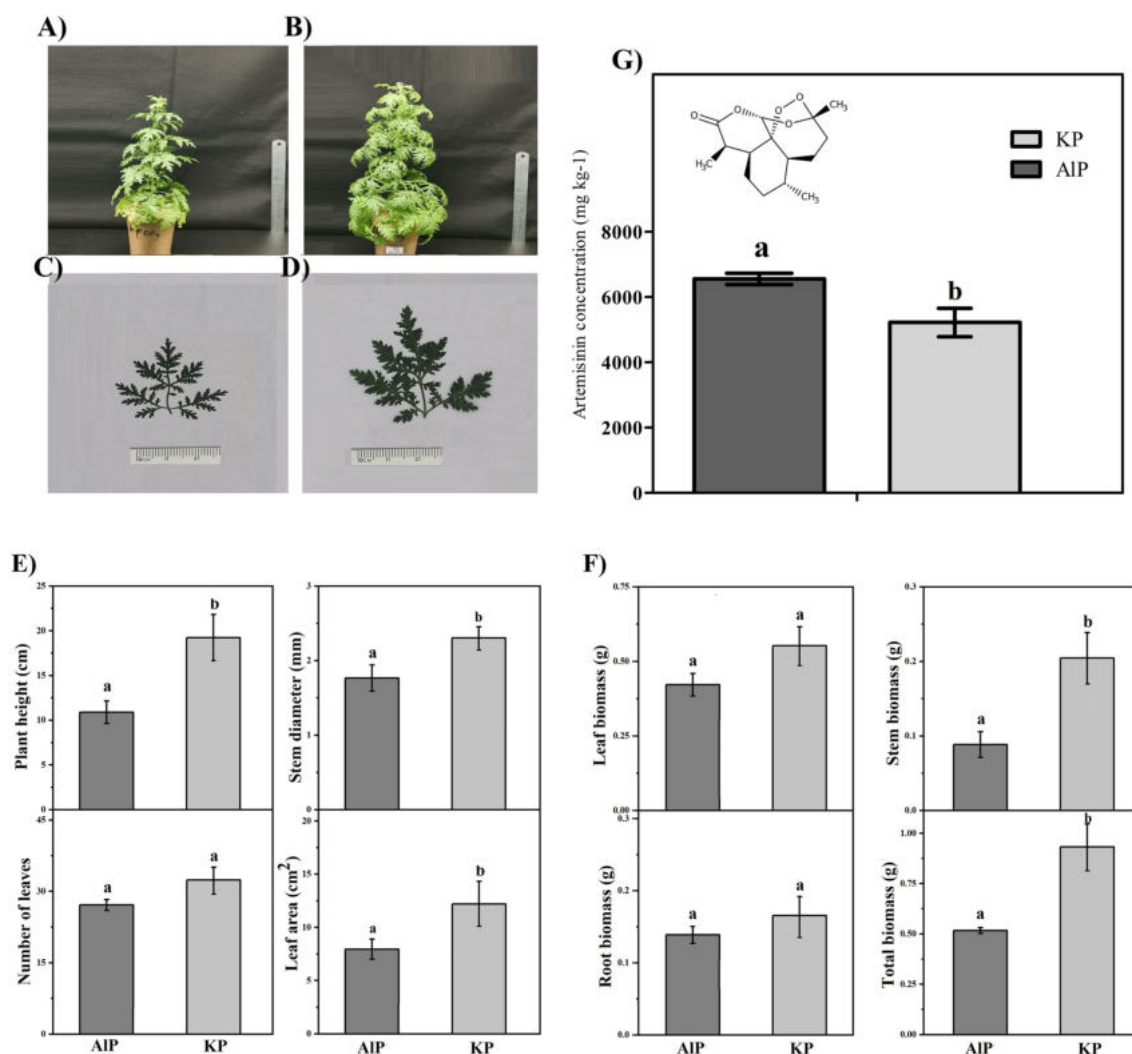 A)
B)
C)
D)
G)
Artemisinin concentration (mg kg-1)
8000
6000
4000
2000
0
O
O
O
O
O
CH₃
H₃C
CH₃
KP
AlP
a
b
E)
Plant height (cm)
25
20
15
10
5
0
a
b
Stem diameter (mm)
3
2
1
0
a
b
Number of leaves
45
30
15
0
a
a
AlP
KP
Leaf area (cm²)
20
15
10
5
0
a
b
AlP
KP
F)
Leaf biomass (g)
0.75
0.50
0.25
0.00
a
a
Stem biomass (g)
0.3
0.2
0.1
0.0
a
b
Root biomass (g)
0.3
0.2
0.1
0.0
a
a
AlP
KP
Total biomass (g)
1.00
0.75
0.50
0.25
0.00
a
b
AlP
KP